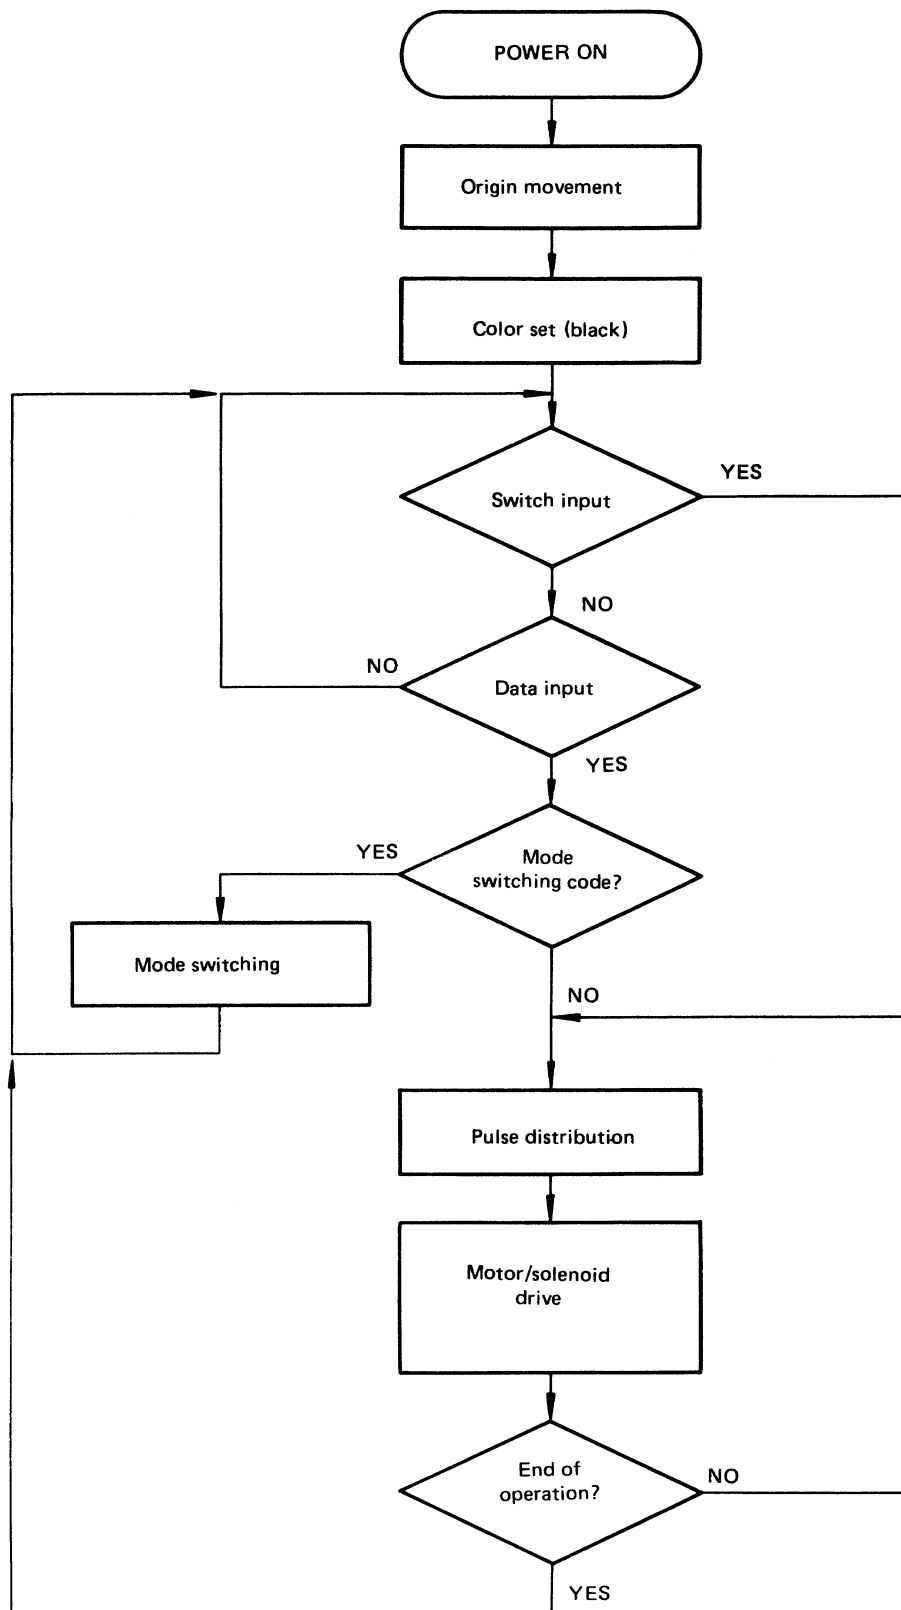 POWER ON
Origin movement
Color set (black)
YES
Switch input
NO
NO
Data input
YES
YES
Mode
switching code?
Mode switching
NO
Pulse distribution
Motor/solenoid
drive
End of
operation?
NO
YES